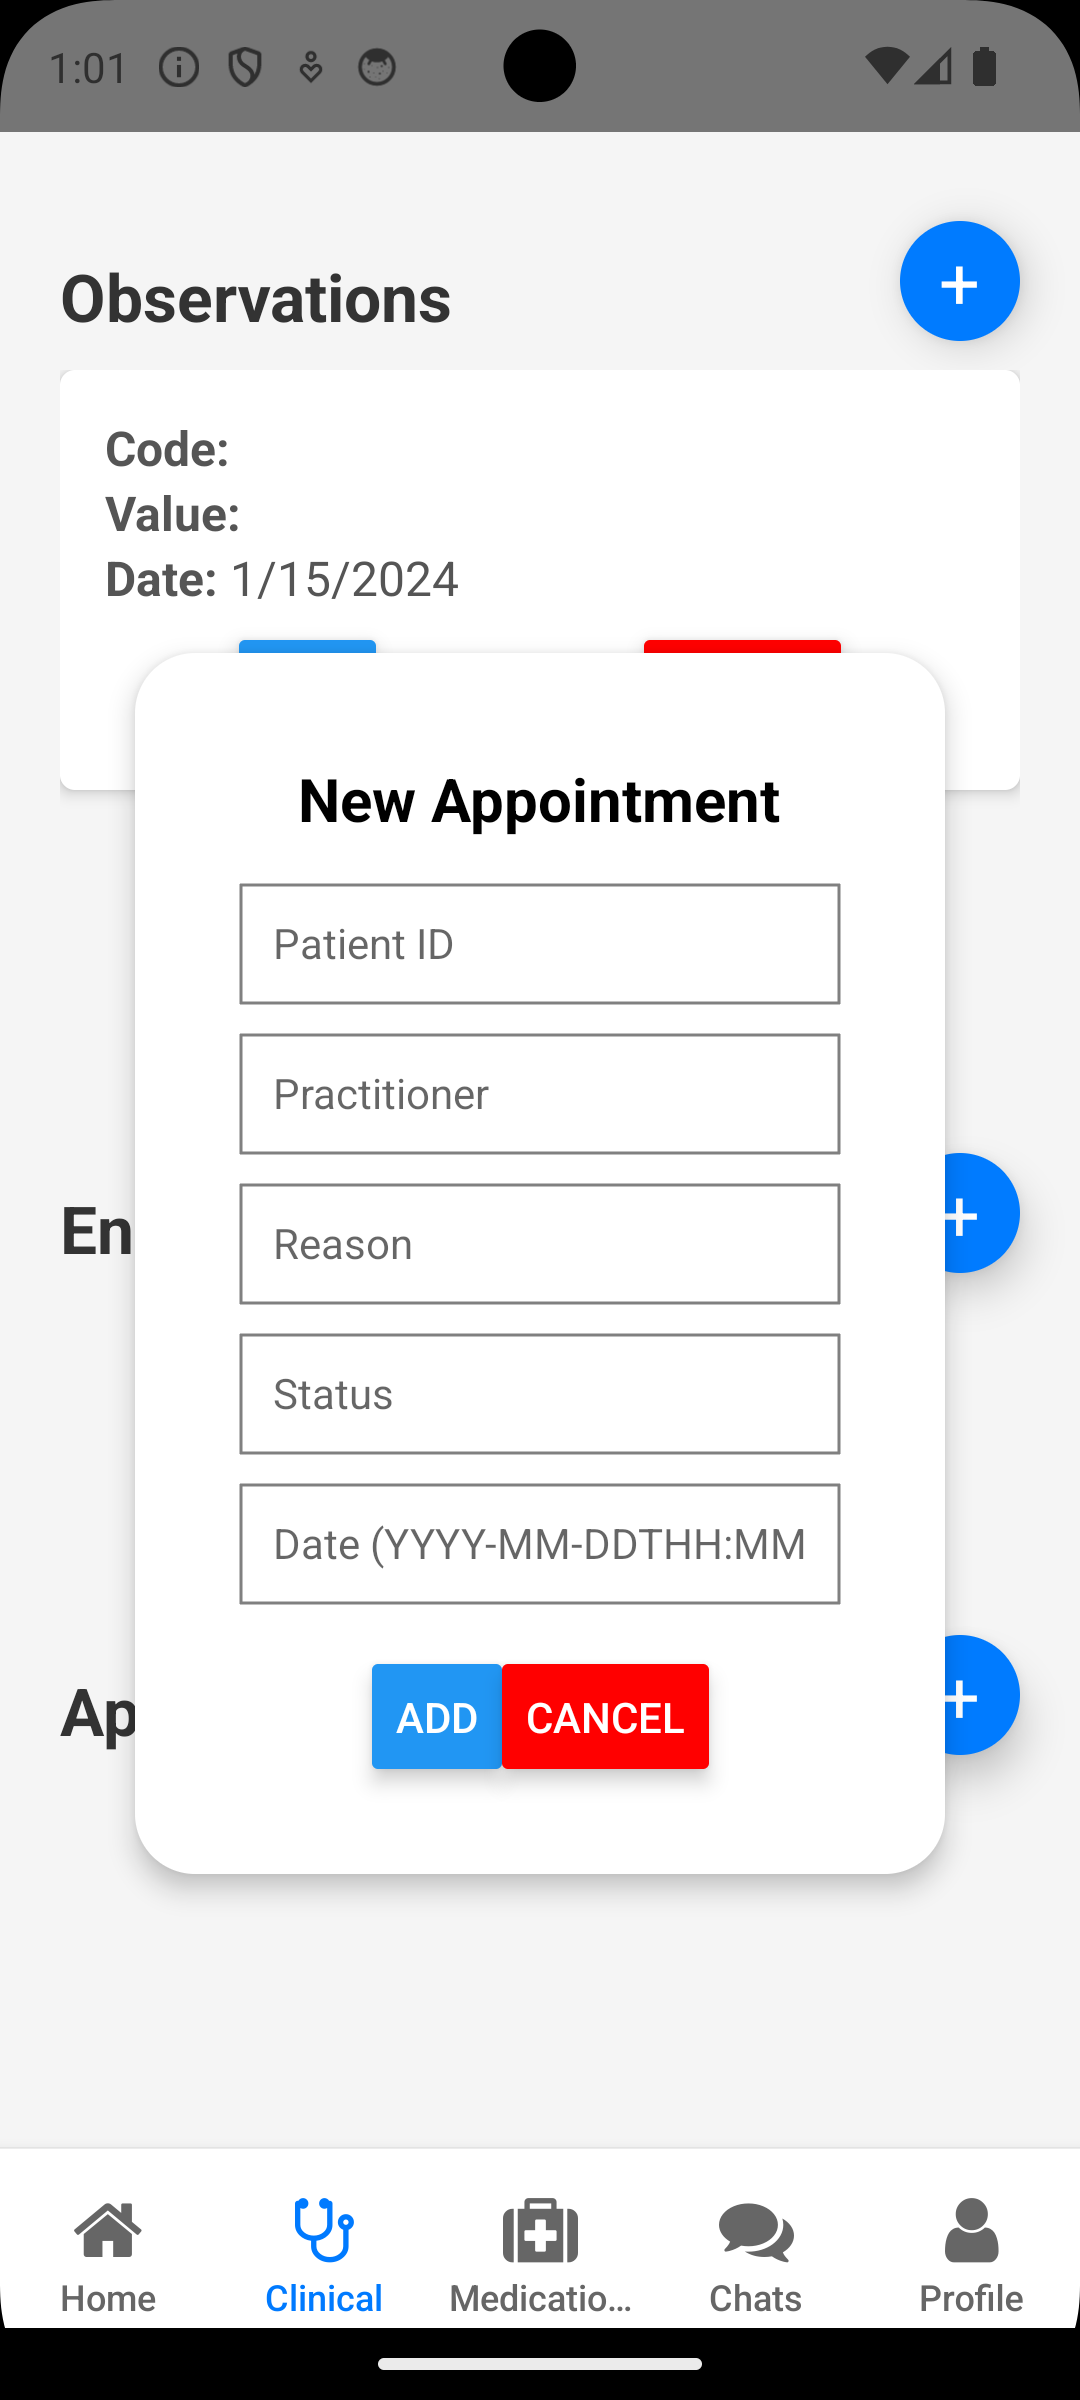 1:01
Observations
+
Code:
Value:
Date: 1/15/2024
New Appointment
Patient ID
Practitioner
En
+
Reason
Status
Date (YYYY-MM-DDTHH:MM
Ap
+
ADD CANCEL
Home Clinical Medicatio... Chats Profile